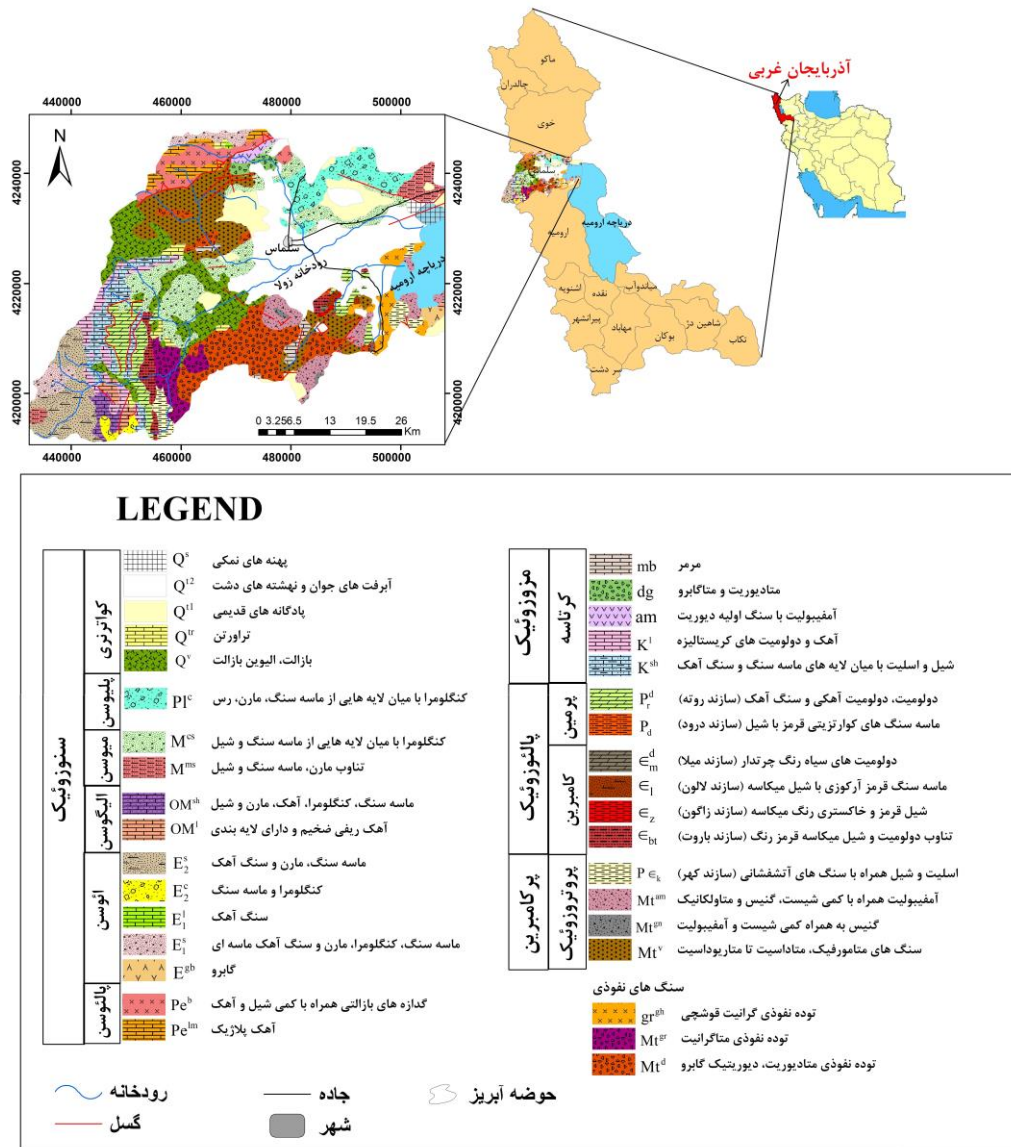 آذربایجان غربی
ماکو
چالدران
خوی
سلماس
دریاچه ارومیه
ارومیه
اشنویه
نقده
میاندوآب
پیرانشهر
مهاباد
شاهین دژ
بوکان
تکاب
سر دشت
440000 460000 480000 500000
N
4240000 4240000
4220000 4220000
4200000 4200000
سلماس
رودخانه زولا
دریاچه ارومیه
0 3.25 6.5 13 19.5 26
Km
440000 460000 480000 500000
LEGEND
سنوزوئیک
کواترنری
Qˢ پهنه های نمکی
Qᵗ² آبرفت های جوان و نهشته های دشت
Qᵗ¹ پادگانه های قدیمی
Qᵗʳ تراورتن
Qᵛ بازالت، الیوین بازالت
پلیوسن
Plᶜ کنگلومرا با میان لایه هایی از ماسه سنگ، مارن، رس
میوسن
Mᶜˢ کنگلومرا با میان لایه هایی از ماسه سنگ و شیل
Mᵐˢ تناوب مارن، ماسه سنگ و شیل
الیگوسن
OMˢʰ ماسه سنگ، کنگلومرا، آهک، مارن و شیل
OMˡ آهک ریفی ضخیم و دارای لایه بندی
ائوسن
E₂ˢ ماسه سنگ، مارن و سنگ آهک
E₂ᶜ کنگلومرا و ماسه سنگ
E₁ˡ سنگ آهک
E₁ˢ ماسه سنگ، کنگلومرا، مارن و سنگ آهک ماسه ای
Eᵍᵇ گابرو
پالئوسن
Peᵇ گدازه های بازالتی همراه با کمی شیل و آهک
Peˡᵐ آهک پلاژیک
مزوزوئیک
کرتاسه
mb مرمر
dg متادیوریت و متاگابرو
am آمفیبولیت با سنگ اولیه دیوریت
Kˡ آهک و دولومیت های کریستالیزه
Kˢʰ شیل و اسلیت با میان لایه های ماسه سنگ و سنگ آهک
پالئوزوئیک
پرمین
Pᵣᵈ دولومیت، دولومیت آهکی و سنگ آهک (سازند روته)
P_d ماسه سنگ های کوارتزیتی قرمز با شیل (سازند درود)
کامبرین
∈ₘᵈ دولومیت های سیاه رنگ چرتدار (سازند میلا)
∈ₗ ماسه سنگ قرمز آرکوزی با شیل میکاسه (سازند لالون)
∈_z شیل قرمز و خاکستری رنگ میکاسه (سازند زاگون)
∈_bt تناوب دولومیت و شیل میکاسه قرمز رنگ (سازند باروت)
پرکامبرین
پروتروزوئیک
P∈ₖ اسلیت و شیل همراه با سنگ های آتشفشانی (سازند کهر)
Mtᵃᵐ آمفیبولیت همراه با کمی شیست، گنیس و متاولکانیک
Mtᵍⁿ گنیس به همراه کمی شیست و آمفیبولیت
Mtᵛ سنگ های متامورفیک، متاداسیت تا متاریوداسیت
سنگ های نفوذی
grᵍʰ توده نفوذی گرانیت قوشچی
Mtᵍʳ توده نفوذی متاگرانیت
Mtᵈ توده نفوذی متادیوریت، دیوریتیک گابرو
رودخانه
جاده
حوضه آبریز
گسل
شهر